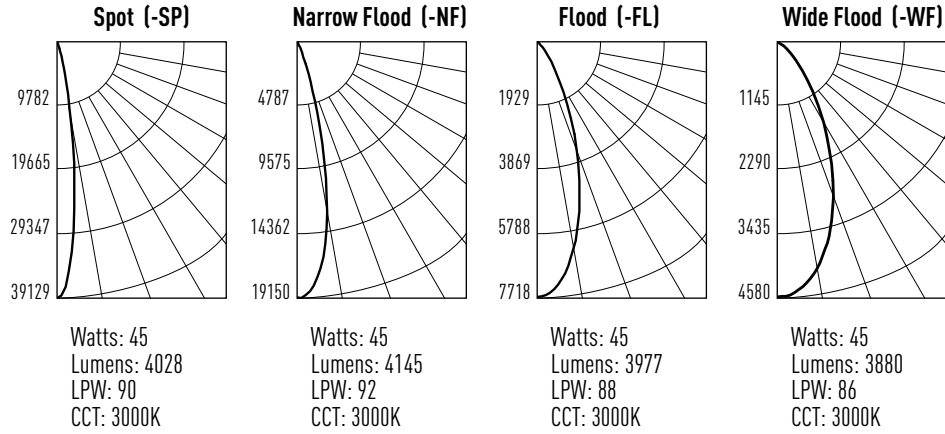 Spot (-SP)
9782
19665
29347
39129
Watts: 45
Lumens: 4028
LPW: 90
CCT: 3000K
Narrow Flood (-NF)
4787
9575
14362
19150
Watts: 45
Lumens: 4145
LPW: 92
CCT: 3000K
Flood (-FL)
1929
3869
5788
7718
Watts: 45
Lumens: 3977
LPW: 88
CCT: 3000K
Wide Flood (-WF)
1145
2290
3435
4580
Watts: 45
Lumens: 3880
LPW: 86
CCT: 3000K